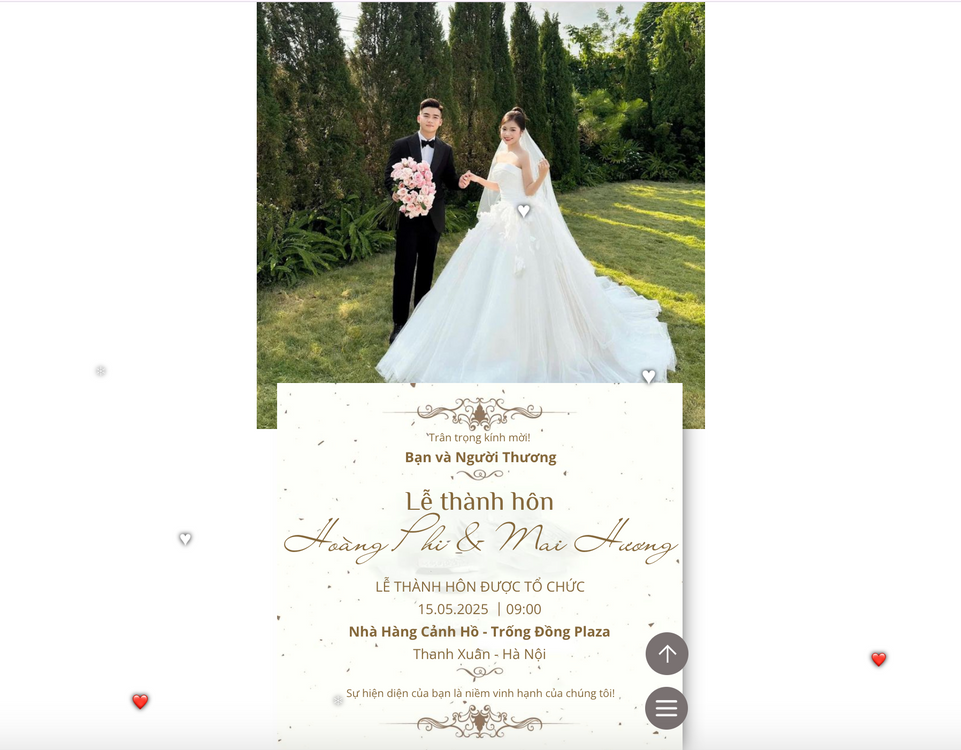 Trân trọng kính mời!
Bạn và Người Thương
Lễ thành hôn
Hoàng Phi & Mai Hương
LỄ THÀNH HÔN ĐƯỢC TỔ CHỨC
15.05.2025 | 09:00
Nhà Hàng Cảnh Hồ - Trống Đồng Plaza
Thanh Xuân - Hà Nội
Sự hiện diện của bạn là niềm vinh hạnh của chúng tôi!